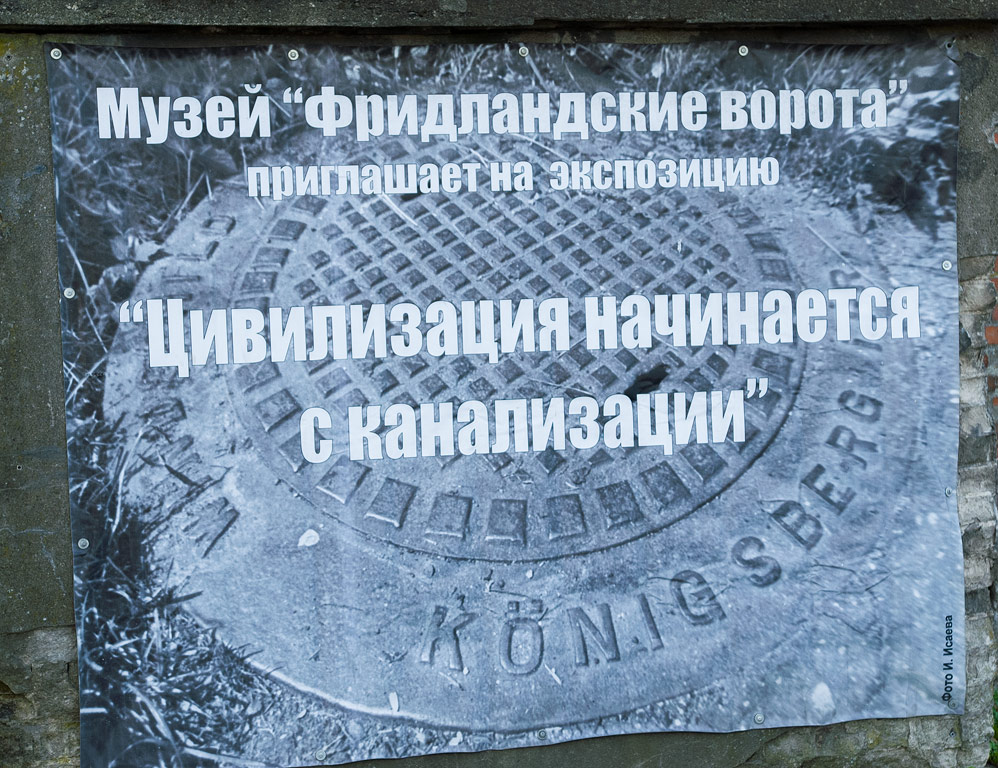 Музей “Фридландские ворота”
приглашает на экспозицию
“Цивилизация начинается
с канализации”
KÖNIGSBERG
Фото И. Исаева